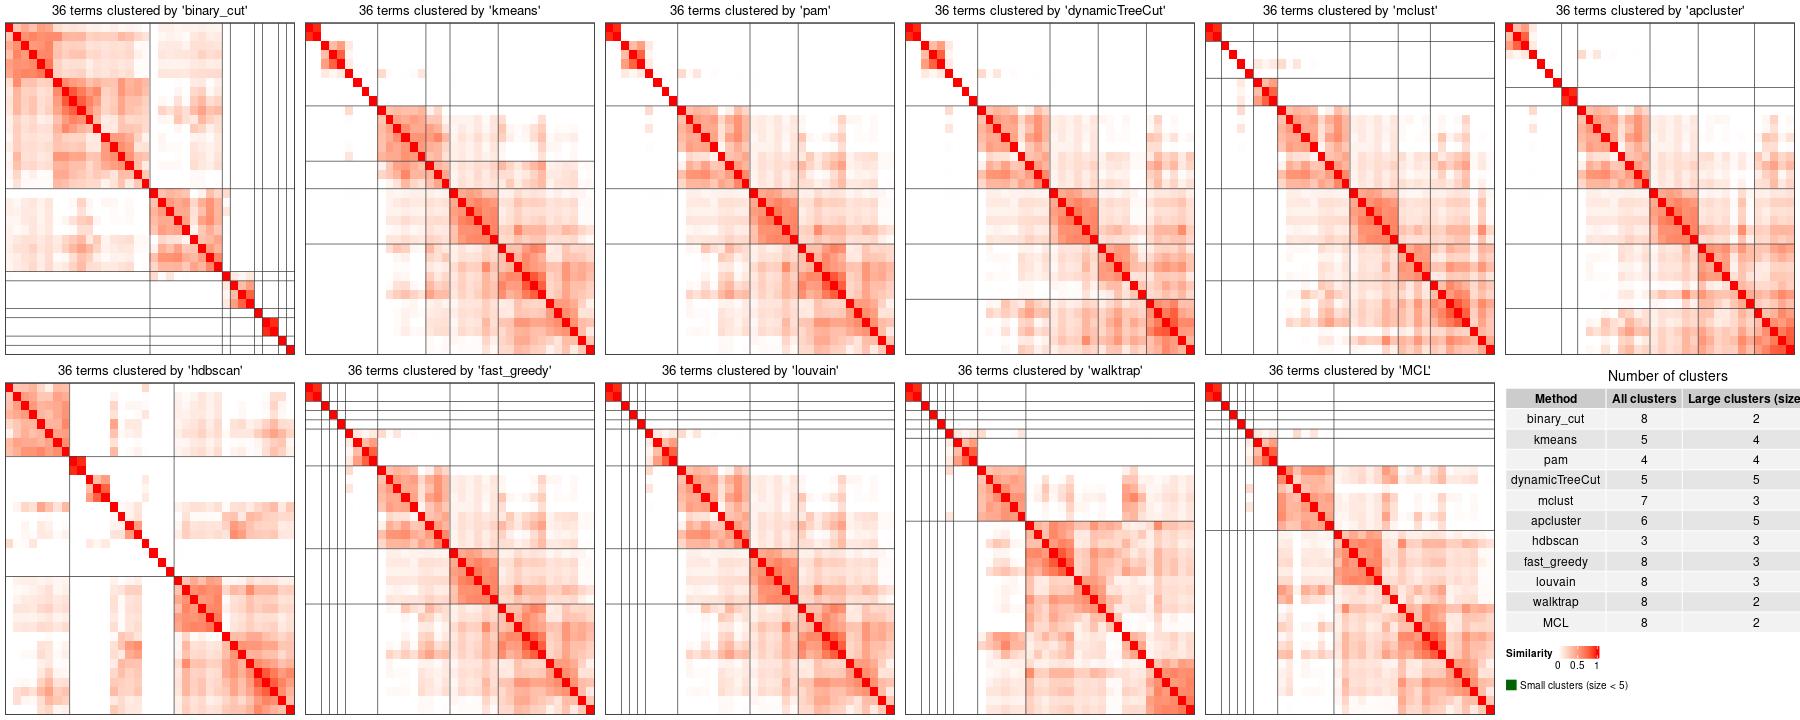 36 terms clustered by 'binary_cut'
36 terms clustered by 'kmeans'
36 terms clustered by 'pam'
36 terms clustered by 'dynamicTreeCut'
36 terms clustered by 'mclust'
36 terms clustered by 'apcluster'
36 terms clustered by 'hdbscan'
36 terms clustered by 'fast_greedy'
36 terms clustered by 'louvain'
36 terms clustered by 'walktrap'
36 terms clustered by 'MCL'
Number of clusters
Method All clusters Large clusters (size
binary_cut 8 2
kmeans 5 4
pam 4 4
dynamicTreeCut 5 5
mclust 7 3
apcluster 6 5
hdbscan 3 3
fast_greedy 8 3
louvain 8 3
walktrap 8 2
MCL 8 2
Similarity
0 0.5 1
Small clusters (size < 5)